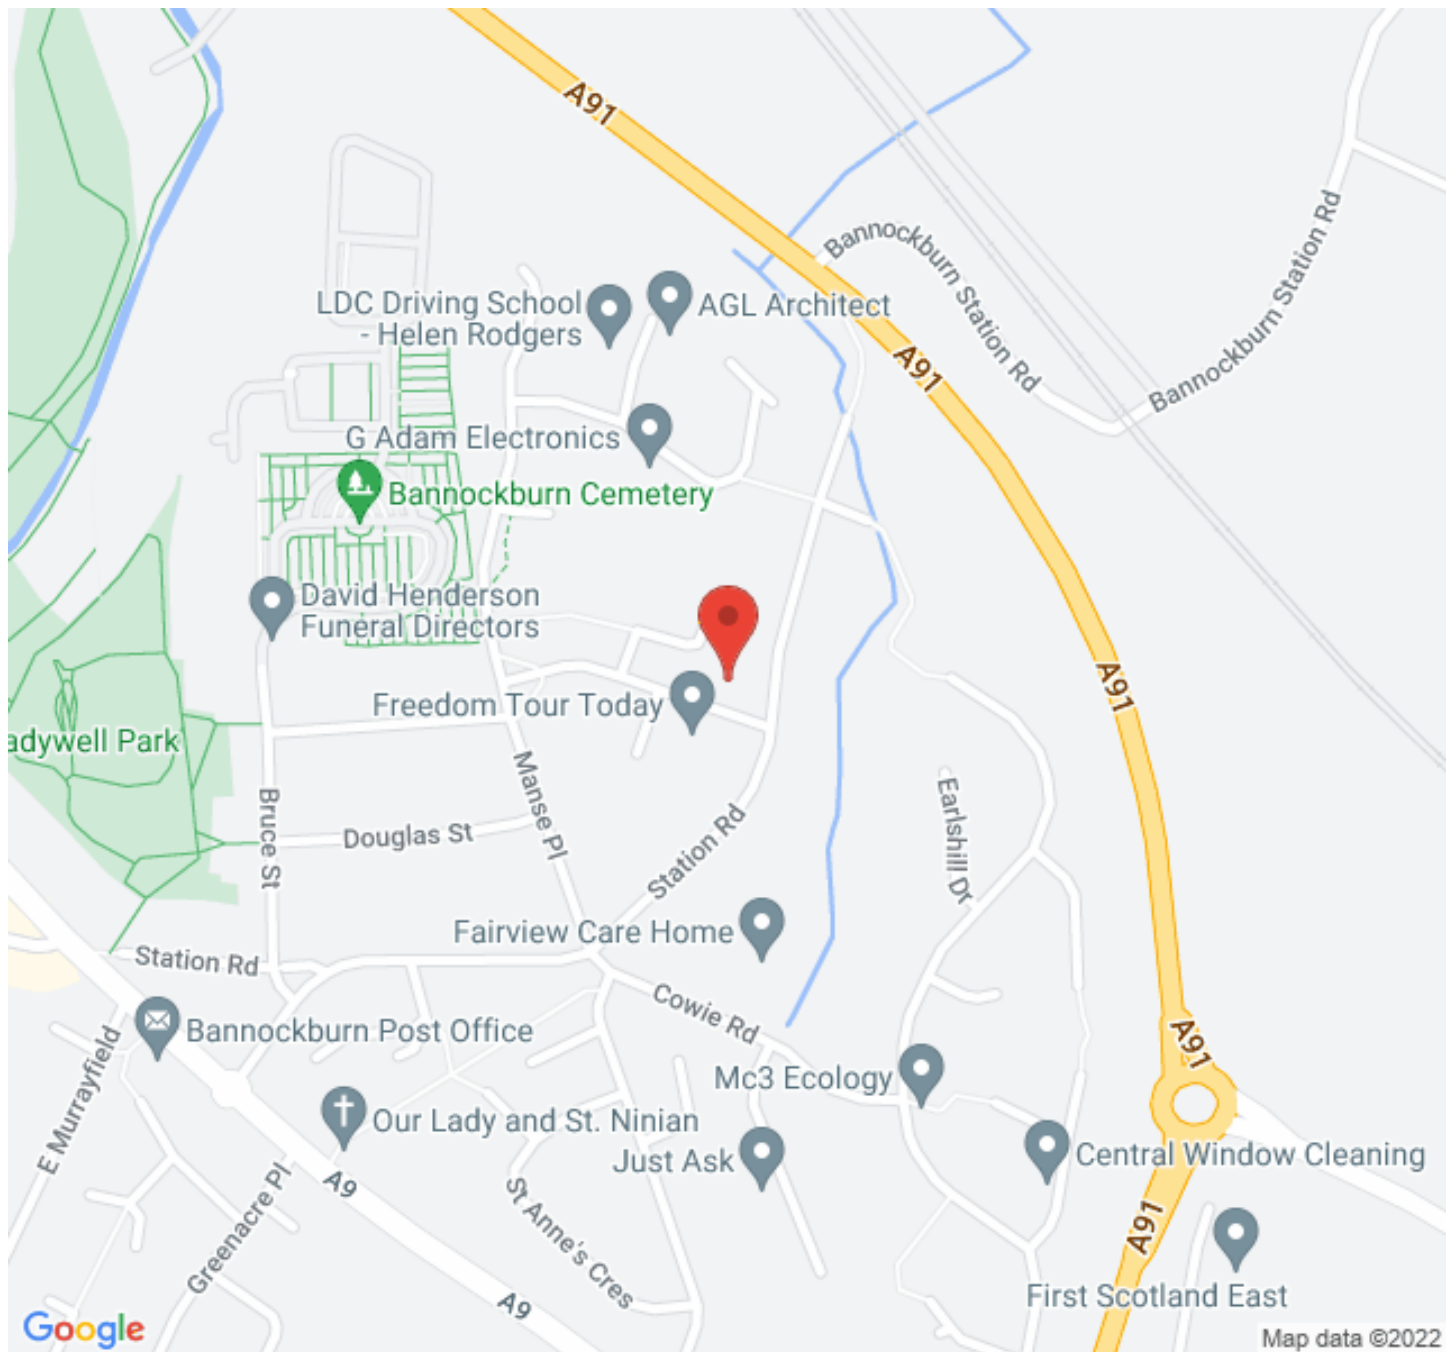 A91
Bannockburn Station Rd
Bannockburn Station Rd
LDC Driving School
- Helen Rodgers
AGL Architect
A91
G Adam Electronics
Bannockburn Cemetery
David Henderson
Funeral Directors
A91
Freedom Tour Today
adywell Park
Manse Pl
Bruce St
Douglas St
Station Rd
Earlshill Dr
Fairview Care Home
Station Rd
Cowie Rd
Bannockburn Post Office
A91
E Murrayfield
Mc3 Ecology
Our Lady and St. Ninian
Just Ask
Central Window Cleaning
A9
Greenacre Pl
St Anne's Cres
A91
First Scotland East
A9
Google
Map data ©2022